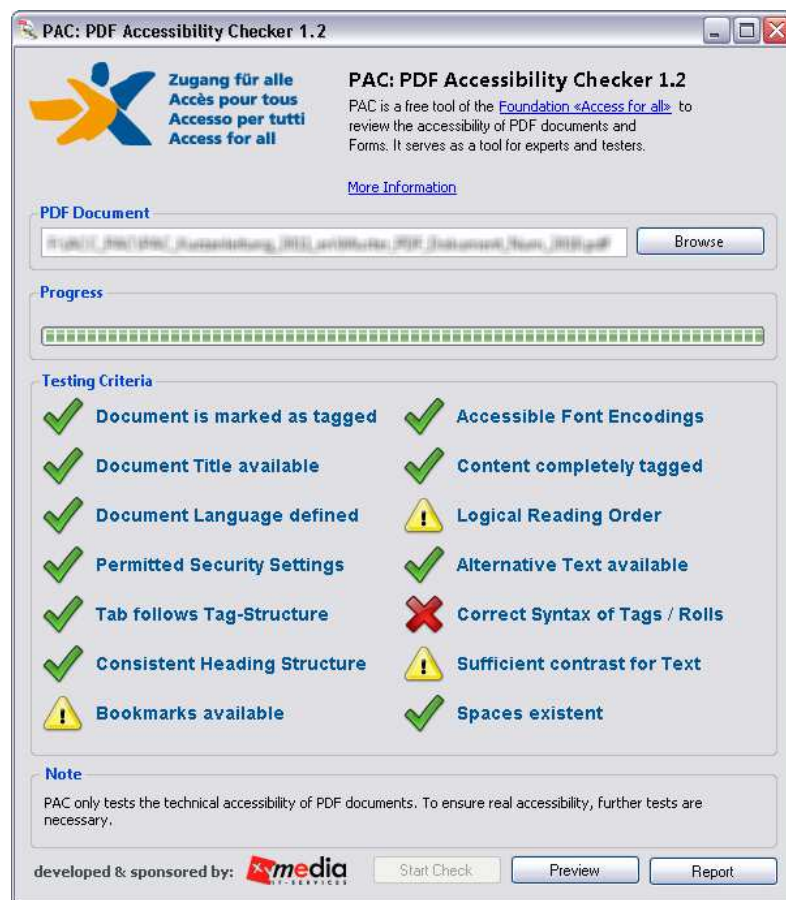 PAC: PDF Accessibility Checker 1.2
Zugang für alle
Accès pour tous
Accesso per tutti
Access for all
PAC: PDF Accessibility Checker 1.2
PAC is a free tool of the Foundation «Access for all» to
review the accessibility of PDF documents and
Forms. It serves as a tool for experts and testers.
More Information
PDF Document
Browse
Progress
Testing Criteria
Document is marked as tagged
Document Title available
Document Language defined
Permitted Security Settings
Tab follows Tag-Structure
Consistent Heading Structure
Bookmarks available
Accessible Font Encodings
Content completely tagged
Logical Reading Order
Alternative Text available
Correct Syntax of Tags / Rolls
Sufficient contrast for Text
Spaces existent
Note
PAC only tests the technical accessibility of PDF documents. To ensure real accessibility, further tests are
necessary.
developed & sponsored by:
xymedia
IT-SERVICES
Start Check
Preview
Report